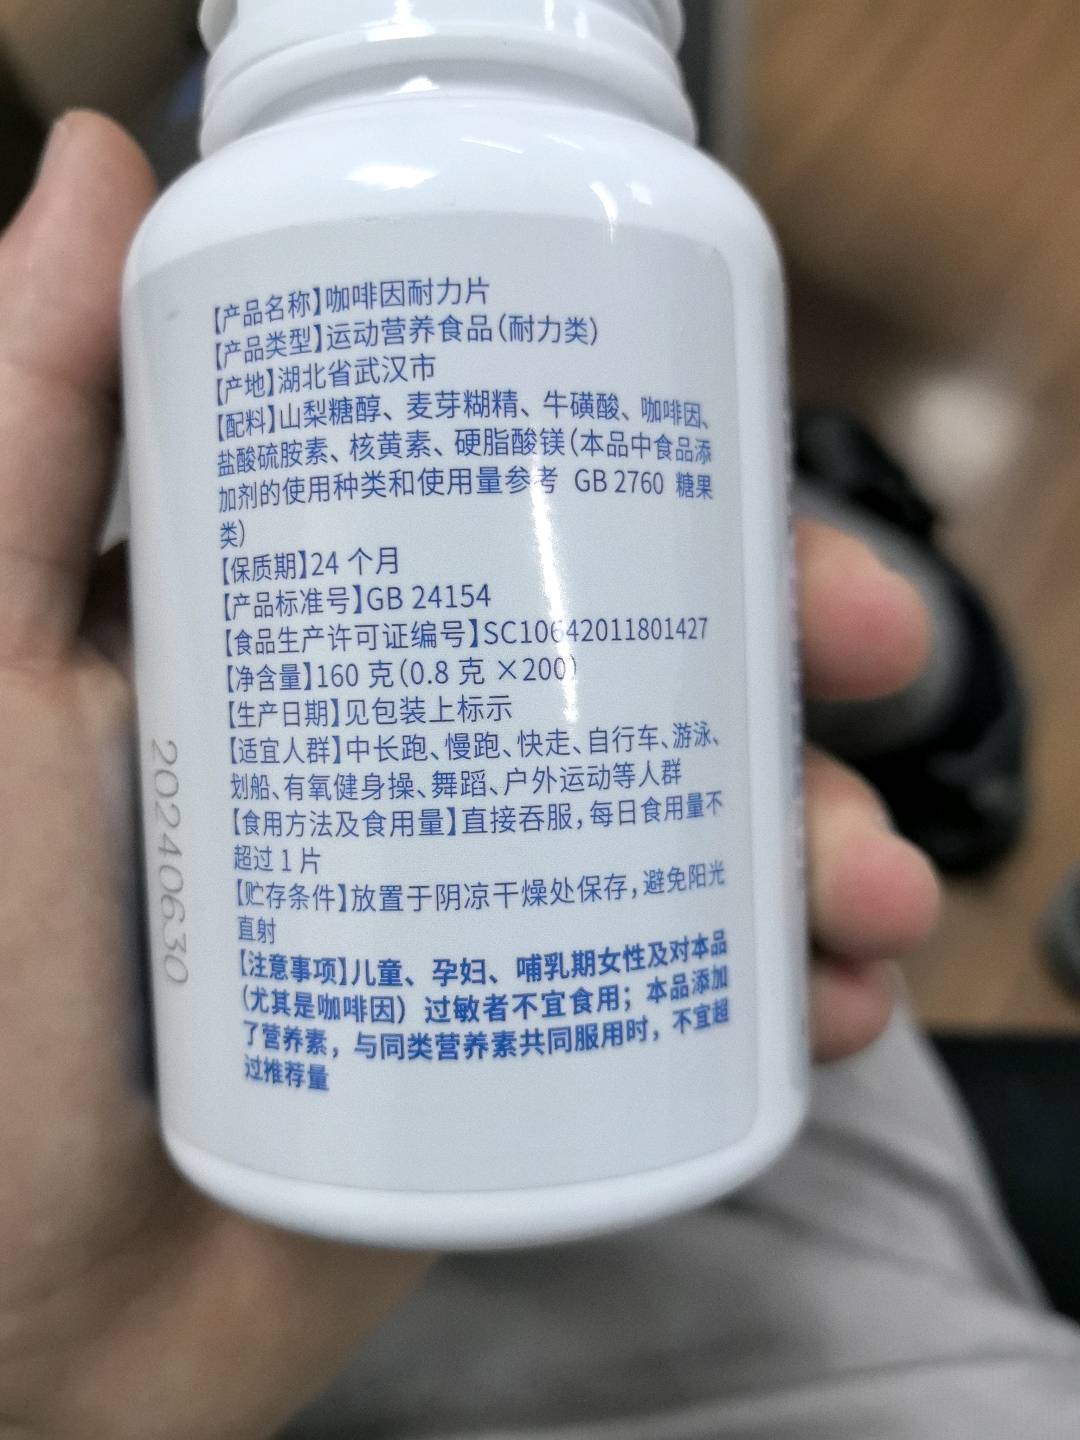 【产品名称】咖啡因耐力片
【产品类型】运动营养食品(耐力类)
【产地】湖北省武汉市
【配料】山梨糖醇、麦芽糊精、牛磺酸、咖啡因、
盐酸硫胺素、核黄素、硬脂酸镁(本品中食品添
加剂的使用种类和使用量参考 GB 2760 糖果
类)
【保质期】24 个月
【产品标准号】GB 24154
【食品生产许可证编号】SC10642011801427
【净含量】160 克(0.8 克 ×200)
【生产日期】见包装上标示
【适宜人群】中长跑、慢跑、快走、自行车、游泳、
划船、有氧健身操、舞蹈、户外运动等人群
【食用方法及食用量】直接吞服，每日食用量不
超过 1 片
【贮存条件】放置于阴凉干燥处保存，避免阳光
直射
【注意事项】儿童、孕妇、哺乳期女性及对本品
(尤其是咖啡因) 过敏者不宜食用；本品添加
了营养素，与同类营养素共同服用时，不宜超
过推荐量
20240630